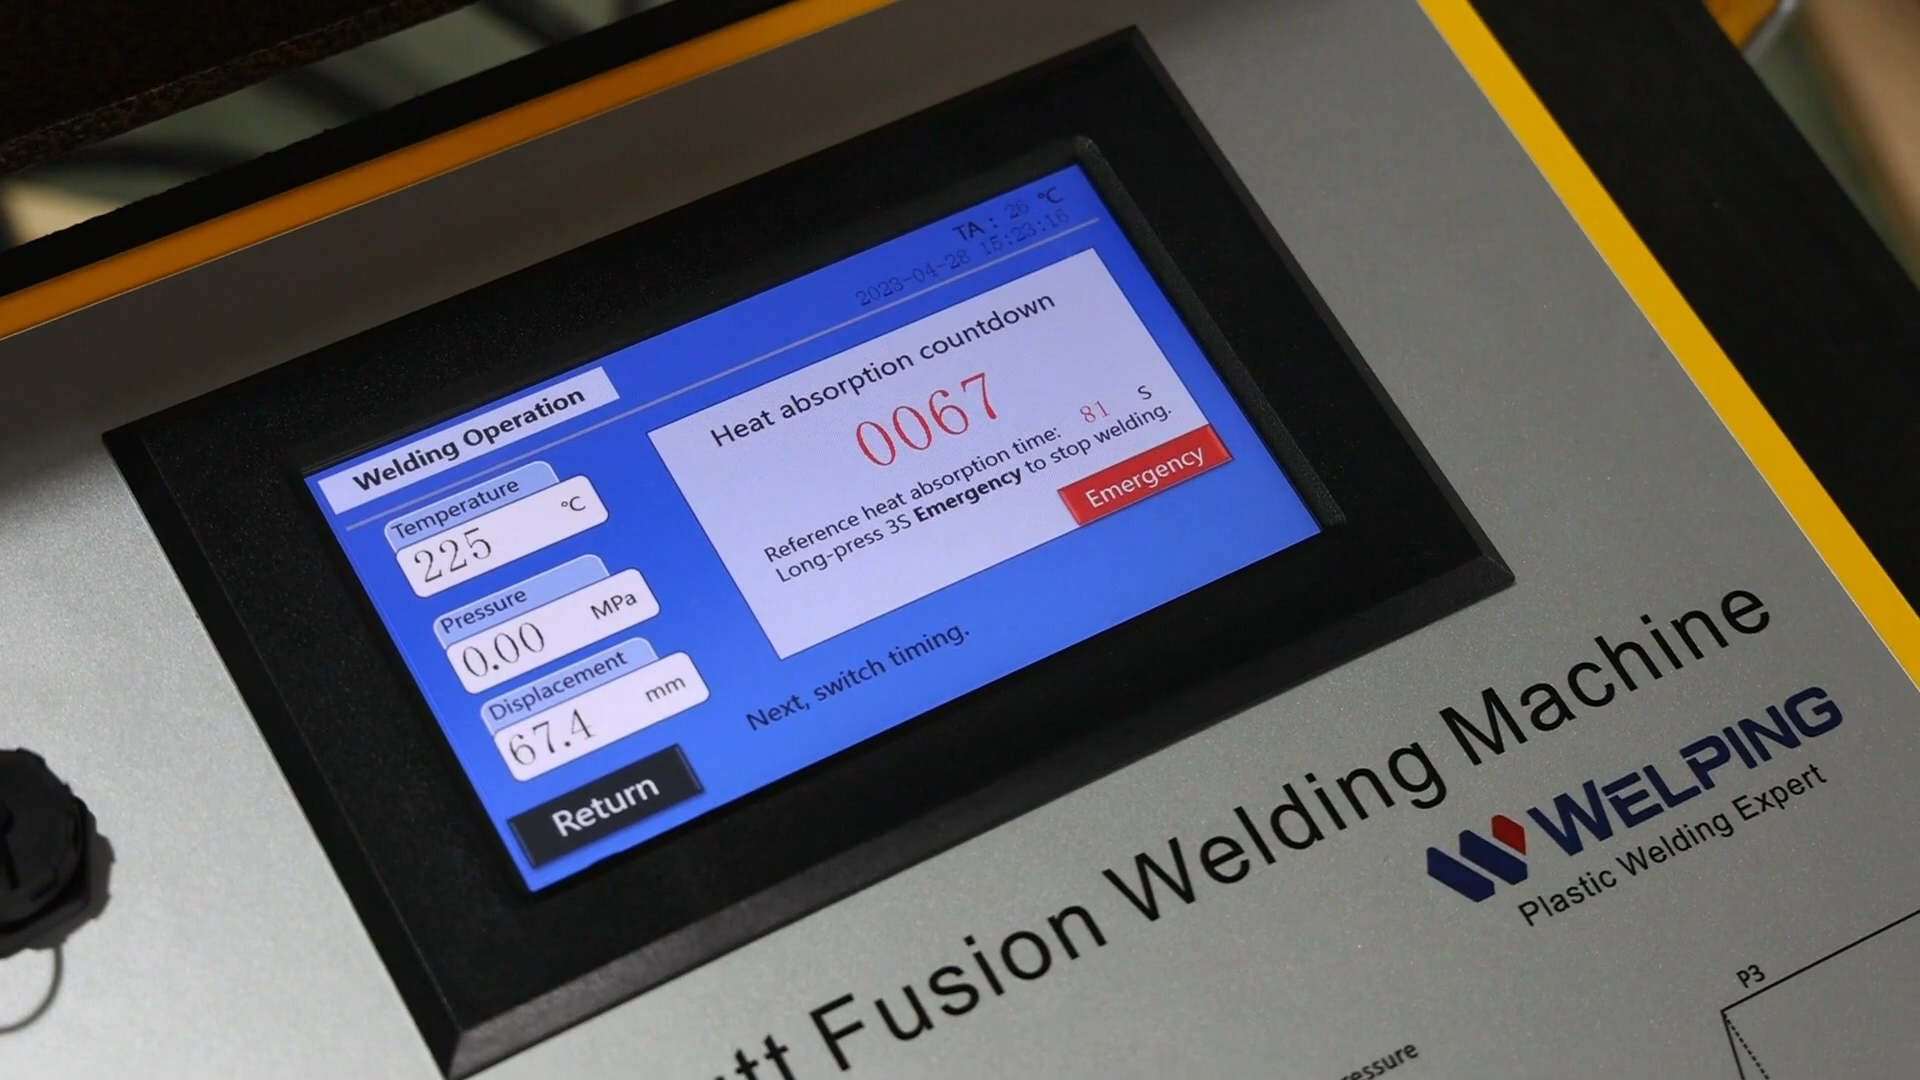 TA: 26 °C
2023-04-28 15:23:16
Welding Operation
Temperature
225 °C
Pressure
0.00 MPa
Displacement
67.4 mm
Return
Heat absorption countdown
0067
Reference heat absorption time: 81 S
Long-press 3S Emergency to stop welding.
Emergency
Next, switch timing.
Fusion Welding Machine
WELPING
Plastic Welding Expert
P3